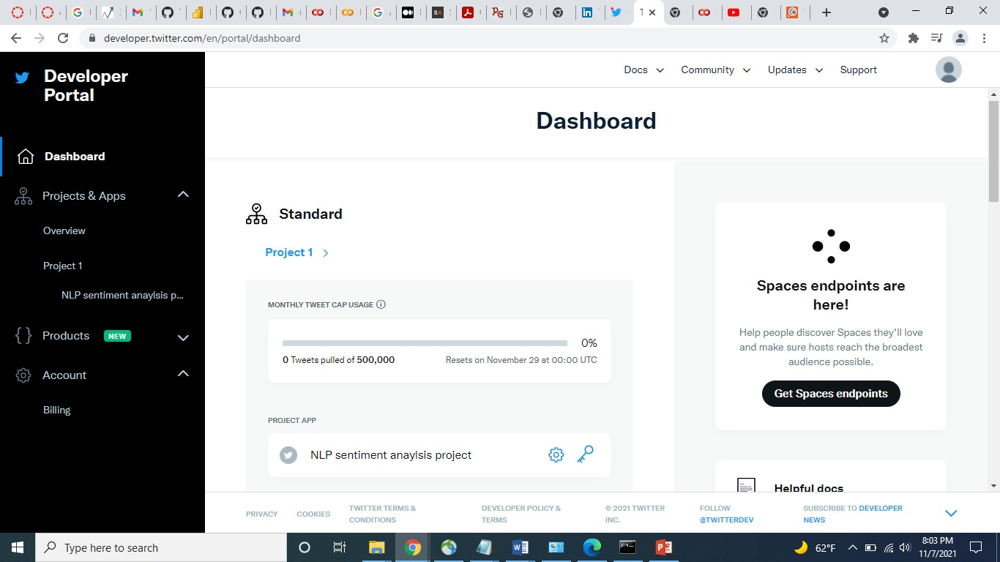 developer.twitter.com/en/portal/dashboard
Developer
Portal
Docs
Community
Updates
Support
Dashboard
Dashboard
Projects & Apps
Overview
Project 1
NLP sentiment anaylsis p...
Products
NEW
Account
Billing
Standard
Project 1
MONTHLY TWEET CAP USAGE
0%
0 Tweets pulled of 500,000
Resets on November 29 at 00:00 UTC
PROJECT APP
NLP sentiment anaylsis project
Spaces endpoints are
here!
Help people discover Spaces they'll love
and make sure hosts reach the broadest
audience possible.
Get Spaces endpoints
Helpful docs
PRIVACY
COOKIES
TWITTER TERMS &
CONDITIONS
DEVELOPER POLICY &
TERMS
© 2021 TWITTER
INC.
FOLLOW
@TWITTERDEV
SUBSCRIBE TO DEVELOPER
NEWS
Type here to search
62°F
8:03 PM
11/7/2021